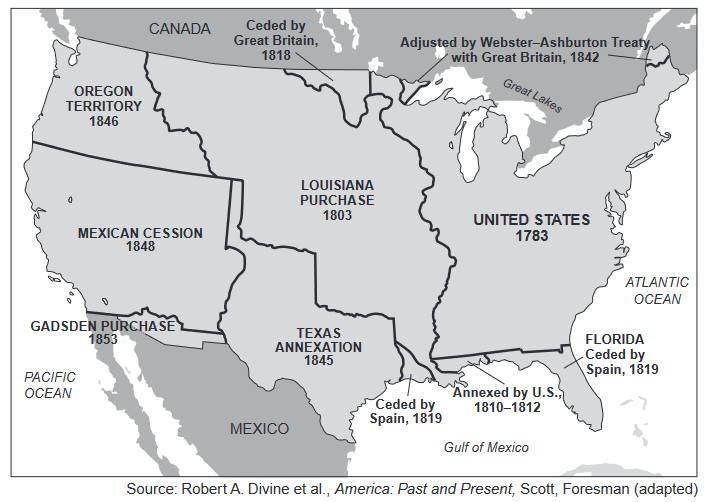 CANADA
Ceded by
Great Britain,
1818
Adjusted by Webster–Ashburton Treaty
with Great Britain, 1842
Great Lakes
OREGON
TERRITORY
1846
LOUISIANA
PURCHASE
1803
UNITED STATES
1783
MEXICAN CESSION
1848
ATLANTIC
OCEAN
GADSDEN PURCHASE
1853
TEXAS
ANNEXATION
1845
FLORIDA
Ceded by
Spain, 1819
PACIFIC
OCEAN
Ceded by
Spain, 1819
Annexed by U.S.,
1810–1812
MEXICO
Gulf of Mexico
Source: Robert A. Divine et al., America: Past and Present, Scott, Foresman (adapted)